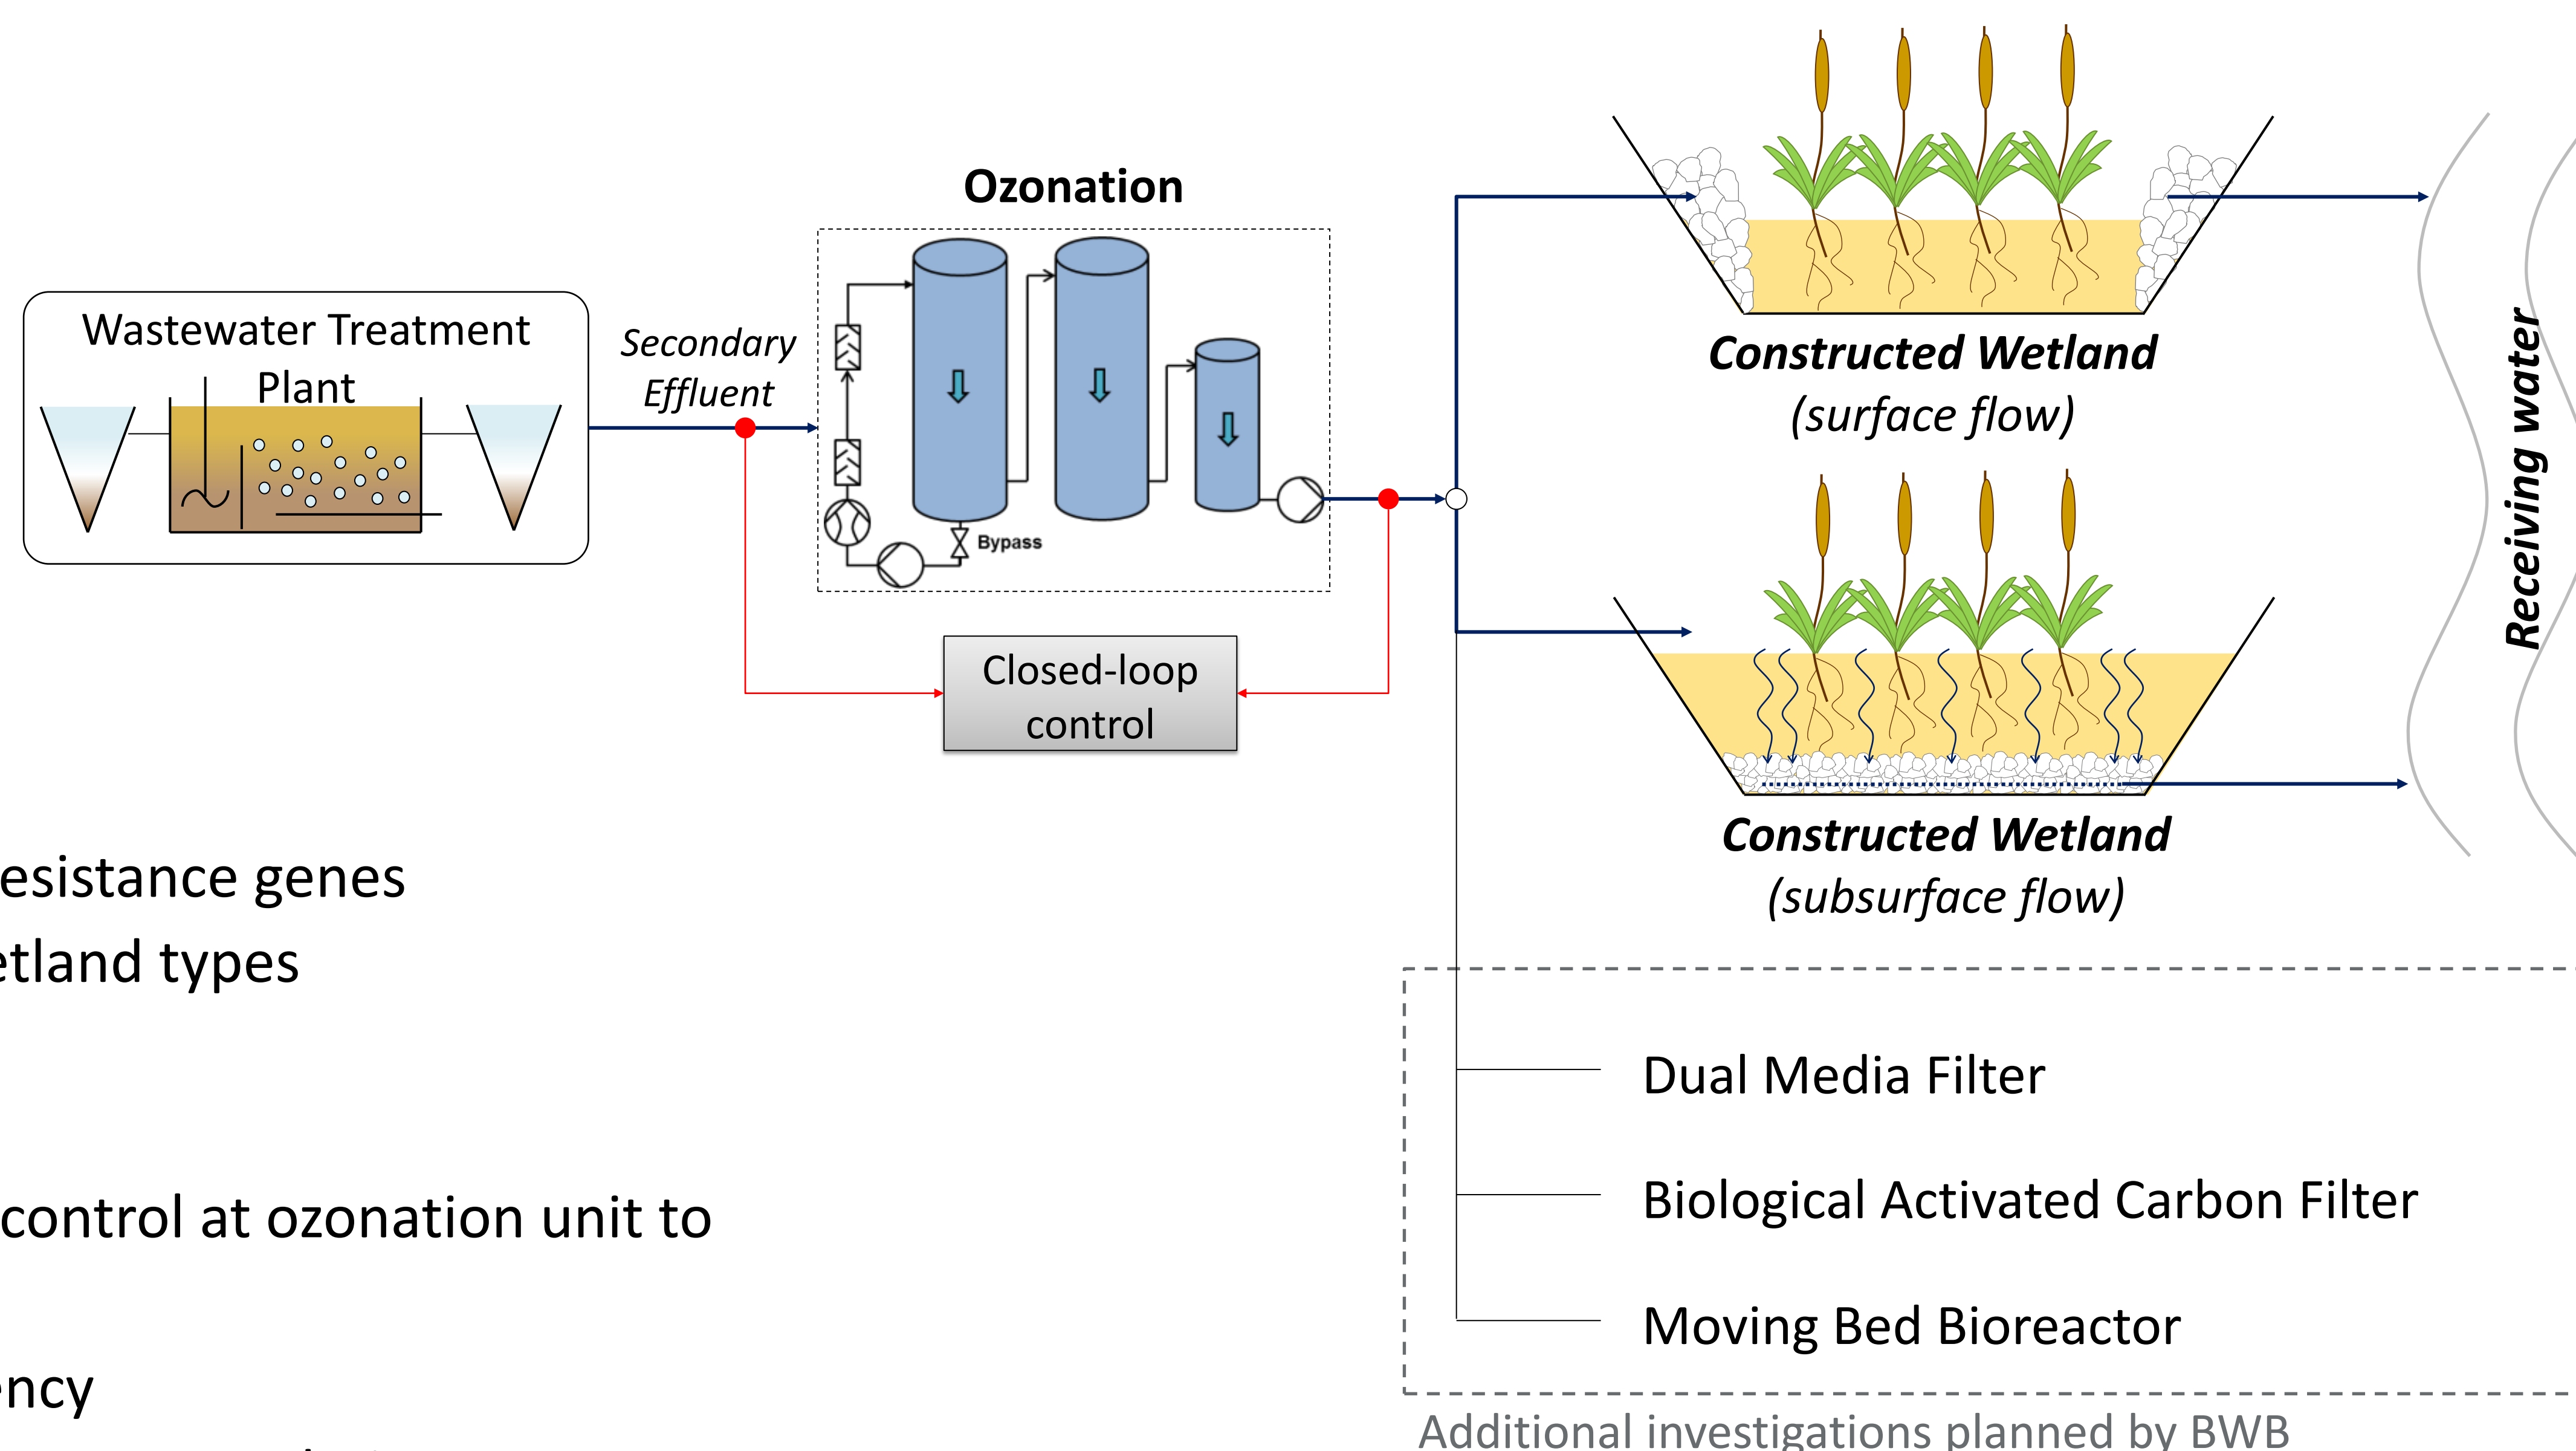 Ozonation
Wastewater Treatment
Plant
Secondary
Effluent
Bypass
Closed-loop
control
Constructed Wetland
(surface flow)
Receiving water
Constructed Wetland
(subsurface flow)
esistance genes
etland types
control at ozonation unit to
ency
Dual Media Filter
Biological Activated Carbon Filter
Moving Bed Bioreactor
Additional investigations planned by BWB